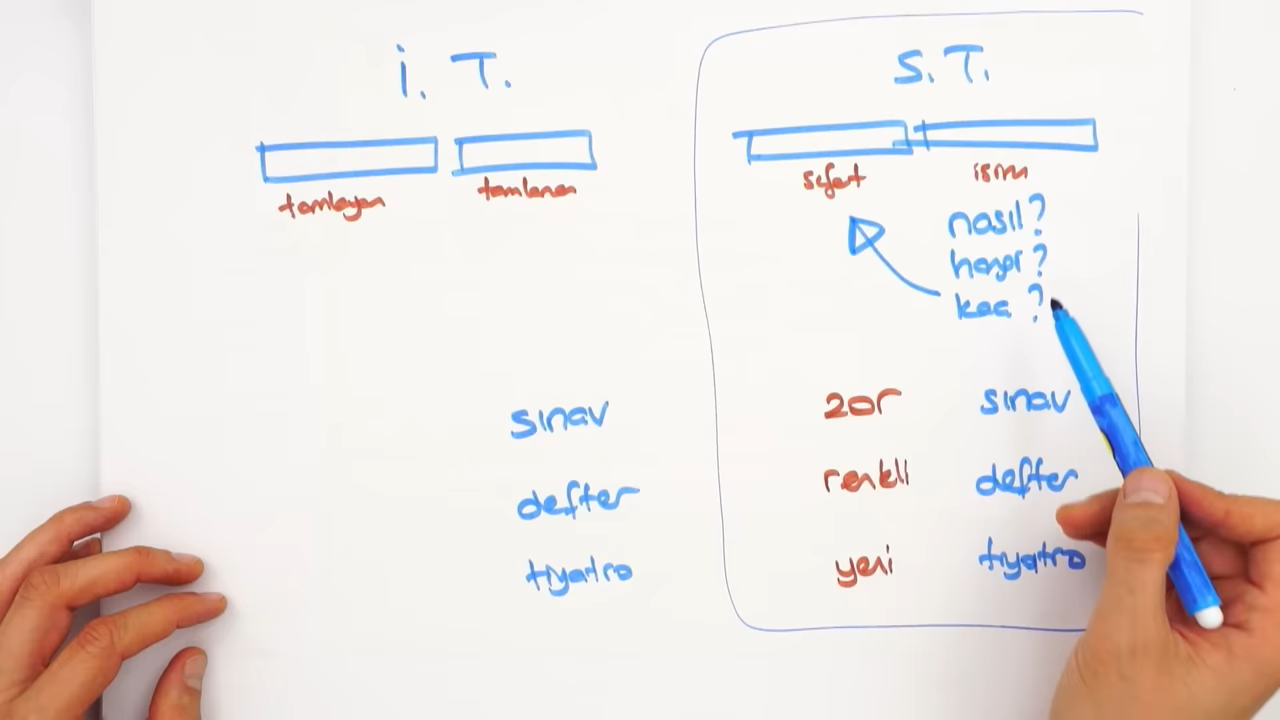 i. T.
tamlayan tamlanan
sınav
defter
tiyatro
S.T.
sıfat isim
nasıl?
hangi?
kaç?
zor sınav
renkli defter
yeni tiyatro